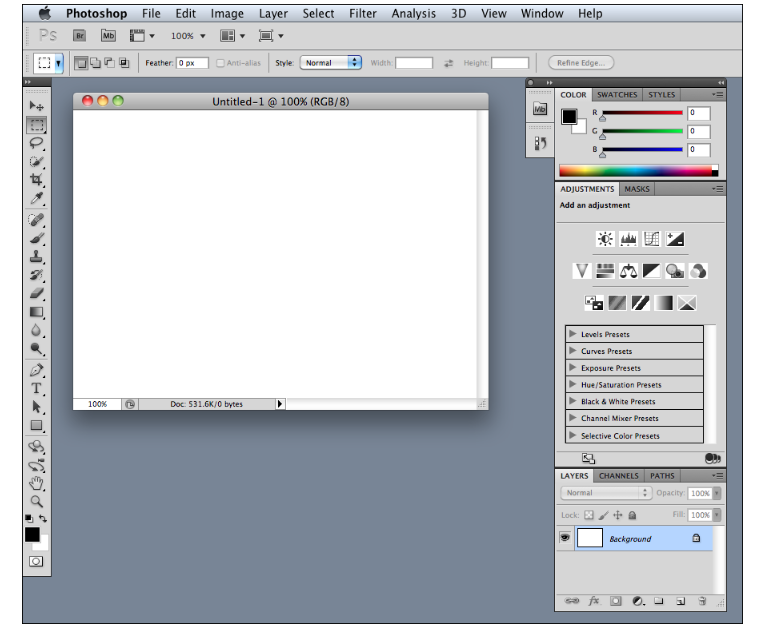 Photoshop File Edit Image Layer Select Filter Analysis 3D View Window Help
Ps Br Mb 100%
Feather: 0 px Anti-alias Style: Normal Width: Height: Refine Edge...
Untitled-1 @ 100% (RGB/8)
100% Doc: 531.6K/0 bytes
Mb
COLOR SWATCHES STYLES
R 0
G 0
B 0
ADJUSTMENTS MASKS
Add an adjustment
Levels Presets
Curves Presets
Exposure Presets
Hue/Saturation Presets
Black & White Presets
Channel Mixer Presets
Selective Color Presets
LAYERS CHANNELS PATHS
Normal Opacity: 100%
Lock: Fill: 100%
Background
fx
T